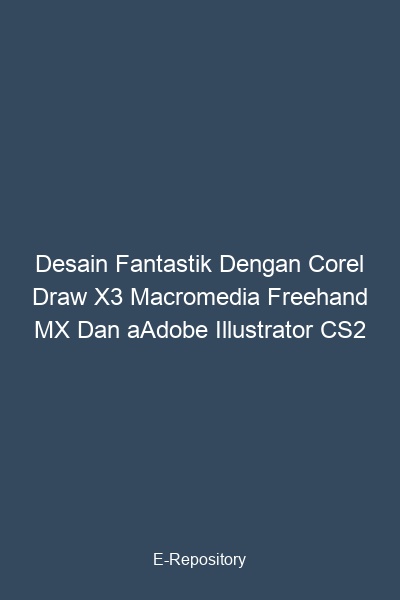 Desain Fantastik Dengan Corel
Draw X3 Macromedia Freehand
MX Dan aAdobe Illustrator CS2
E-Repository